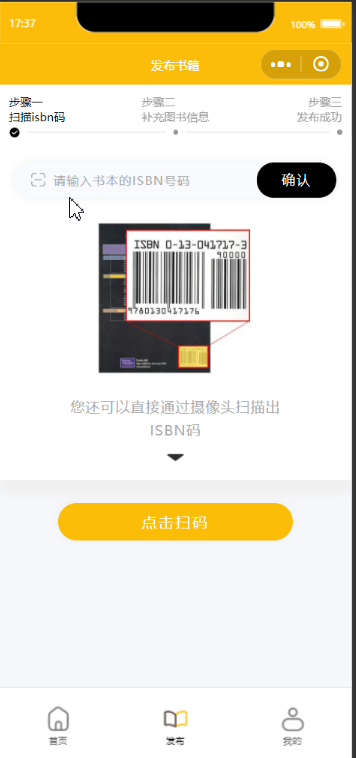 17:37
100%
发布书籍
步骤一
扫描isbn码
步骤二
补充图书信息
步骤三
发布成功
请输入书本的ISBN号码
确认
ISBN 0-13-041717-3
90000
9780130417176
您还可以直接通过摄像头扫描出
ISBN码
点击扫码
首页
发布
我的